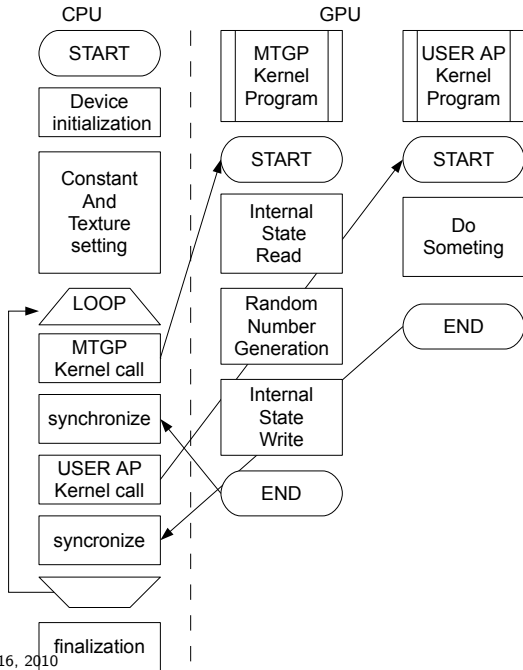 CPU
START
Device
initialization
Constant
And
Texture
setting
LOOP
MTGP
Kernel call
synchronize
USER AP
Kernel call
syncronize
finalization
16, 2010
GPU
MTGP
Kernel
Program
START
Internal
State
Read
Random
Number
Generation
Internal
State
Write
END
USER AP
Kernel
Program
START
Do
Someting
END